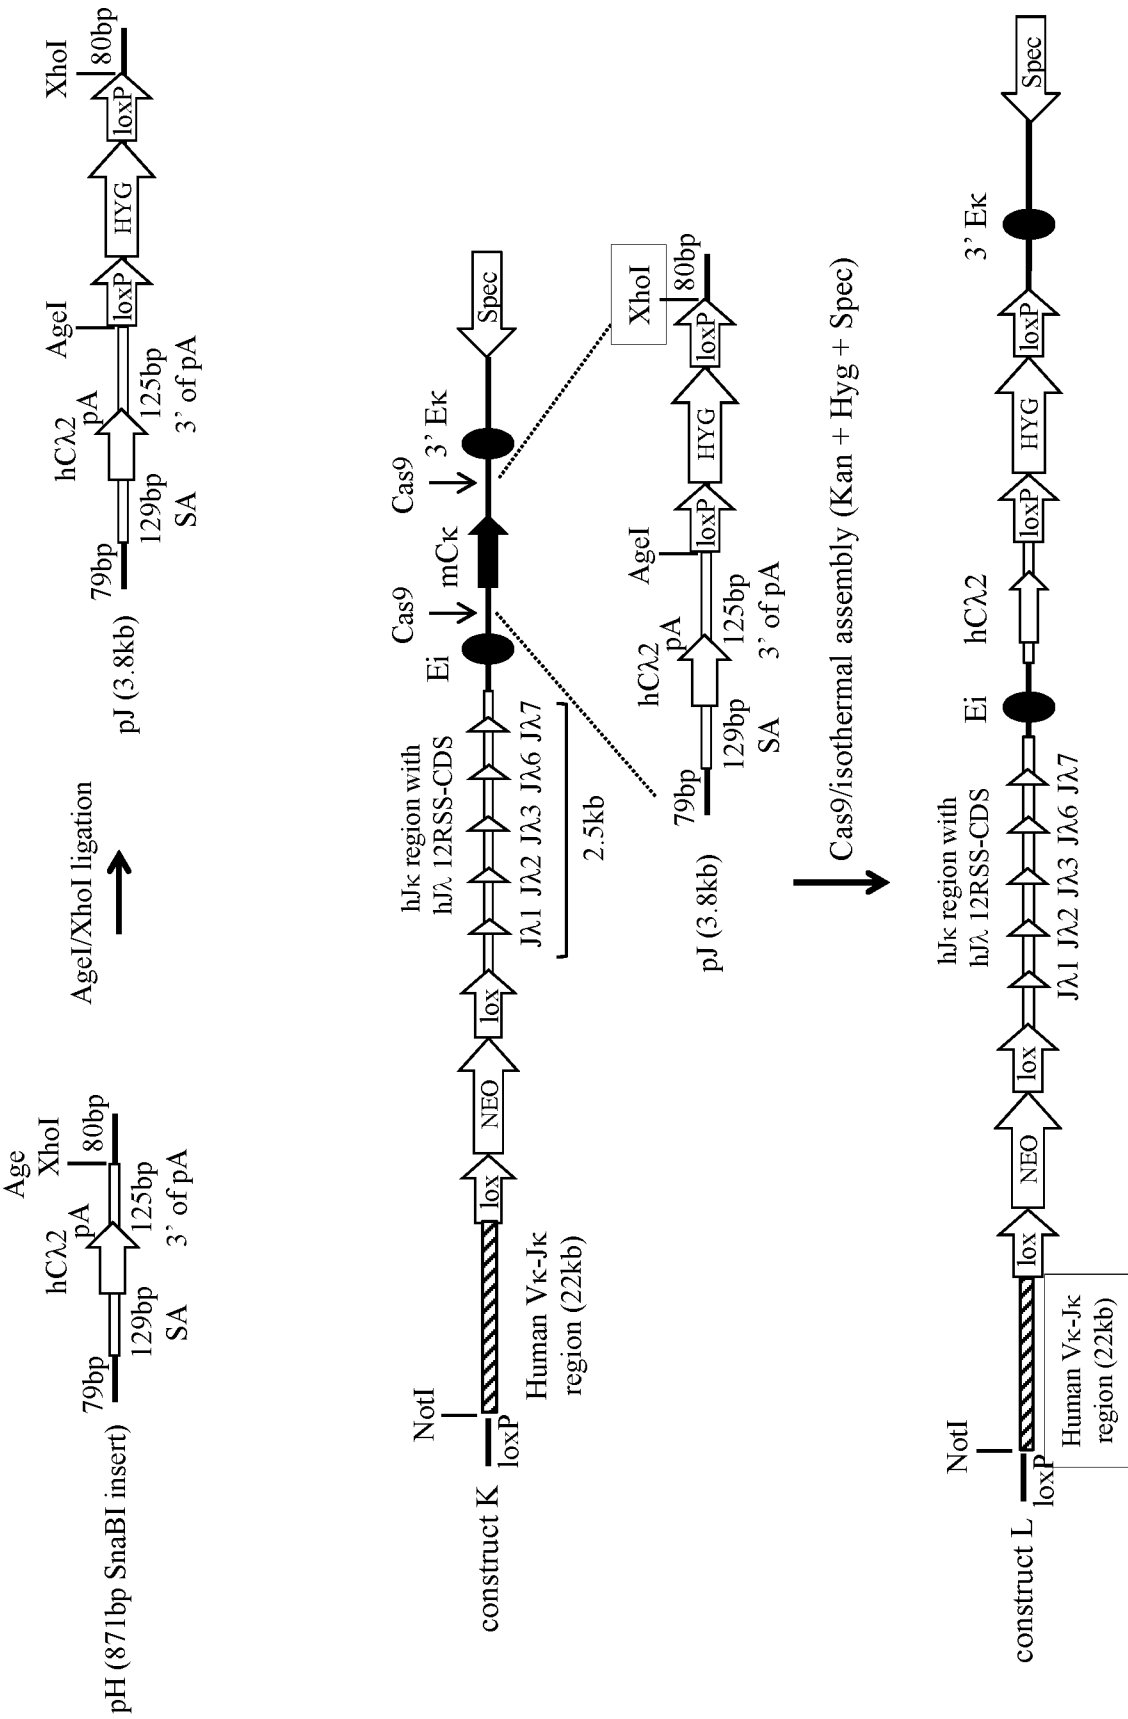 pH (871bp SnaBI insert)
79bp
129bp
SA
hCλ2
pA
125bp
3' of pA
Age
XhoI
80bp
AgeI/XhoI ligation
pJ (3.8kb)
79bp
129bp
SA
hCλ2
pA
125bp
3' of pA
AgeI
loxP
HYG
loxP
XhoI
80bp
construct K
loxP
NotI
Human Vκ-Jκ
region (22kb)
lox
NEO
lox
hJκ region with
hJλ 12RSS-CDS
Jλ1 Jλ2 Jλ3 Jλ6 Jλ7
2.5kb
Ei
Cas9
mCκ
Cas9
3' Eκ
Spec
pJ (3.8kb)
79bp
129bp
SA
hCλ2
pA
125bp
3' of pA
AgeI
loxP
HYG
loxP
XhoI
80bp
Cas9/isothermal assembly (Kan + Hyg + Spec)
construct L
loxP
NotI
Human Vκ-Jκ
region (22kb)
lox
NEO
lox
hJκ region with
hJλ 12RSS-CDS
Jλ1 Jλ2 Jλ3 Jλ6 Jλ7
Ei
hCλ2
loxP
HYG
loxP
3' Eκ
Spec